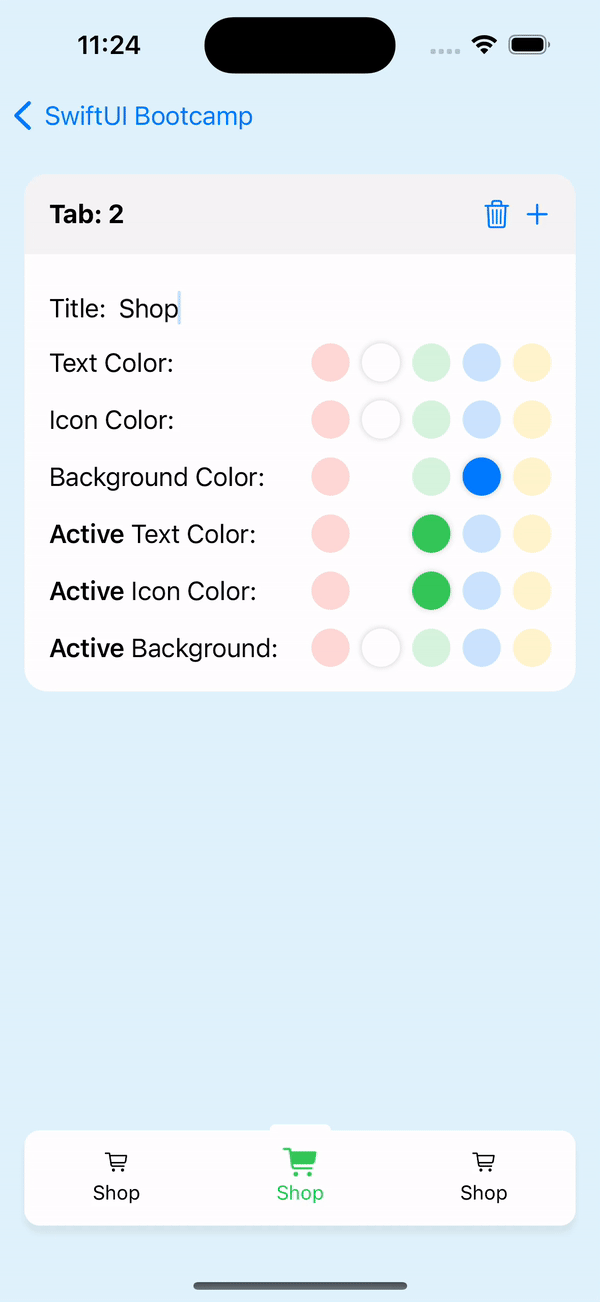 11:24
SwiftUI Bootcamp
Tab: 2
Title: Shop
Text Color:
Icon Color:
Background Color:
Active Text Color:
Active Icon Color:
Active Background:
Shop Shop Shop